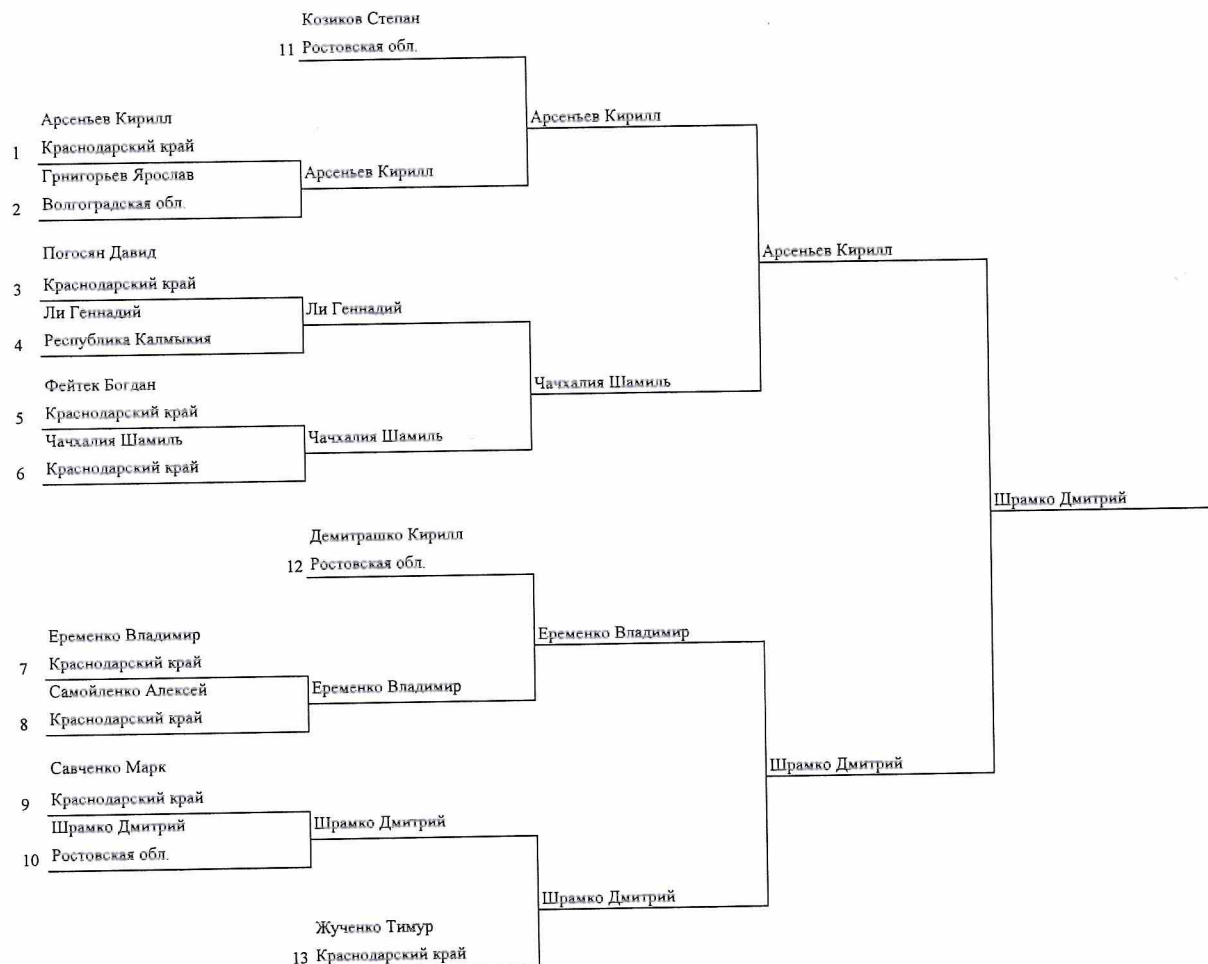 Козиков Степан
11 Ростовская обл.
Арсеньев Кирилл
Арсеньев Кирилл
1 Краснодарский край
Грнигорьев Ярослав
Арсеньев Кирилл
2 Волгоградская обл.
Погосян Давид
Арсеньев Кирилл
3 Краснодарский край
Ли Геннадий
Ли Геннадий
4 Республика Калмыкия
Фейтек Богдан
Чачхалия Шамиль
5 Краснодарский край
Чачхалия Шамиль
Чачхалия Шамиль
6 Краснодарский край
Шрамко Дмитрий
Демитрашко Кирилл
12 Ростовская обл.
Еременко Владимир
Еременко Владимир
7 Краснодарский край
Самойленко Алексей
Еременко Владимир
8 Краснодарский край
Савченко Марк
Шрамко Дмитрий
9 Краснодарский край
Шрамко Дмитрий
Шрамко Дмитрий
10 Ростовская обл.
Шрамко Дмитрий
Жученко Тимур
13 Краснодарский край